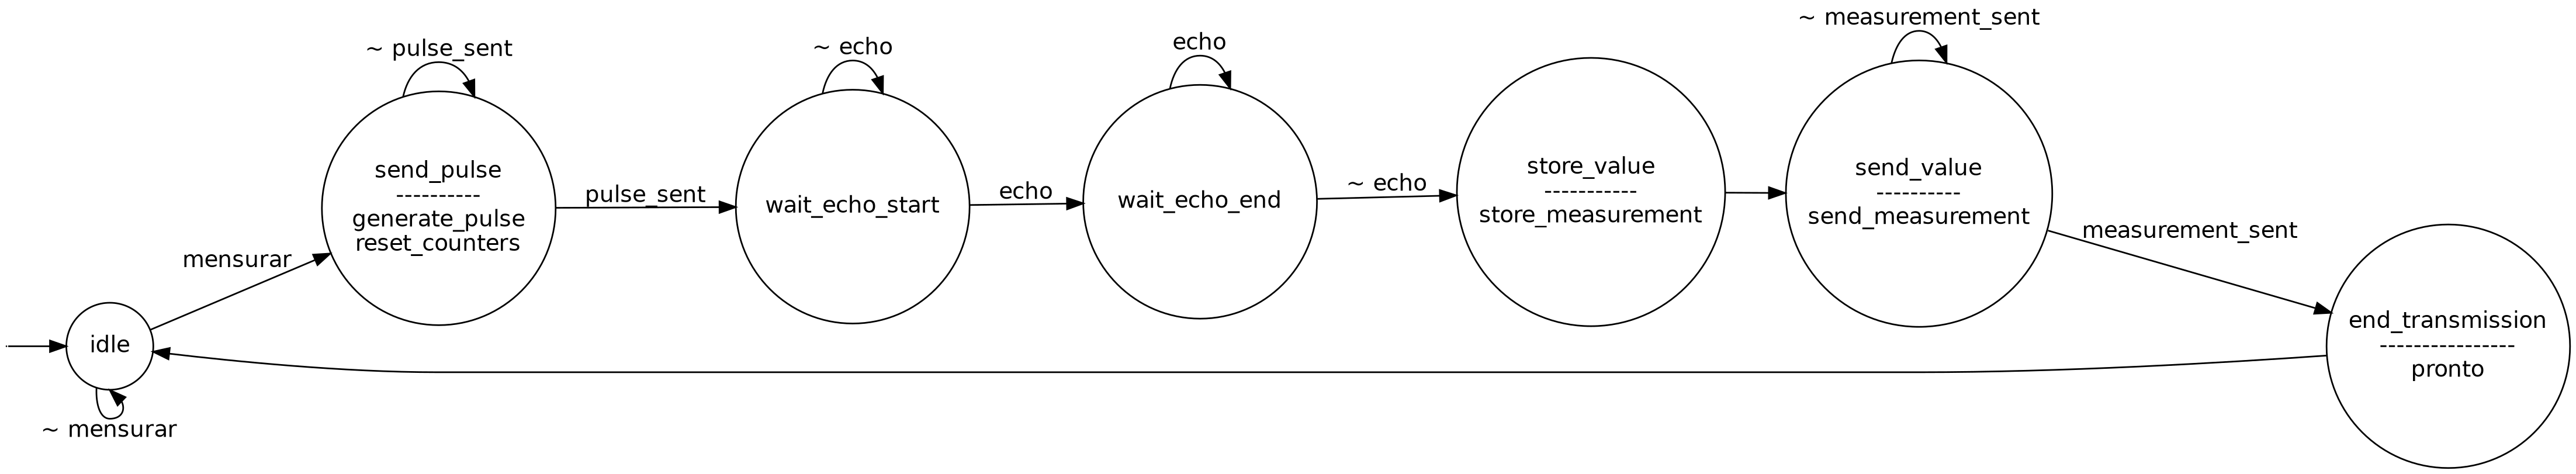 ~ pulse_sent
~ echo
echo
~ measurement_sent
send_pulse
----------
generate_pulse
reset_counters
pulse_sent
wait_echo_start
echo
wait_echo_end
~ echo
store_value
-----------
store_measurement
send_value
----------
send_measurement
measurement_sent
mensurar
idle
~ mensurar
end_transmission
----------------
pronto